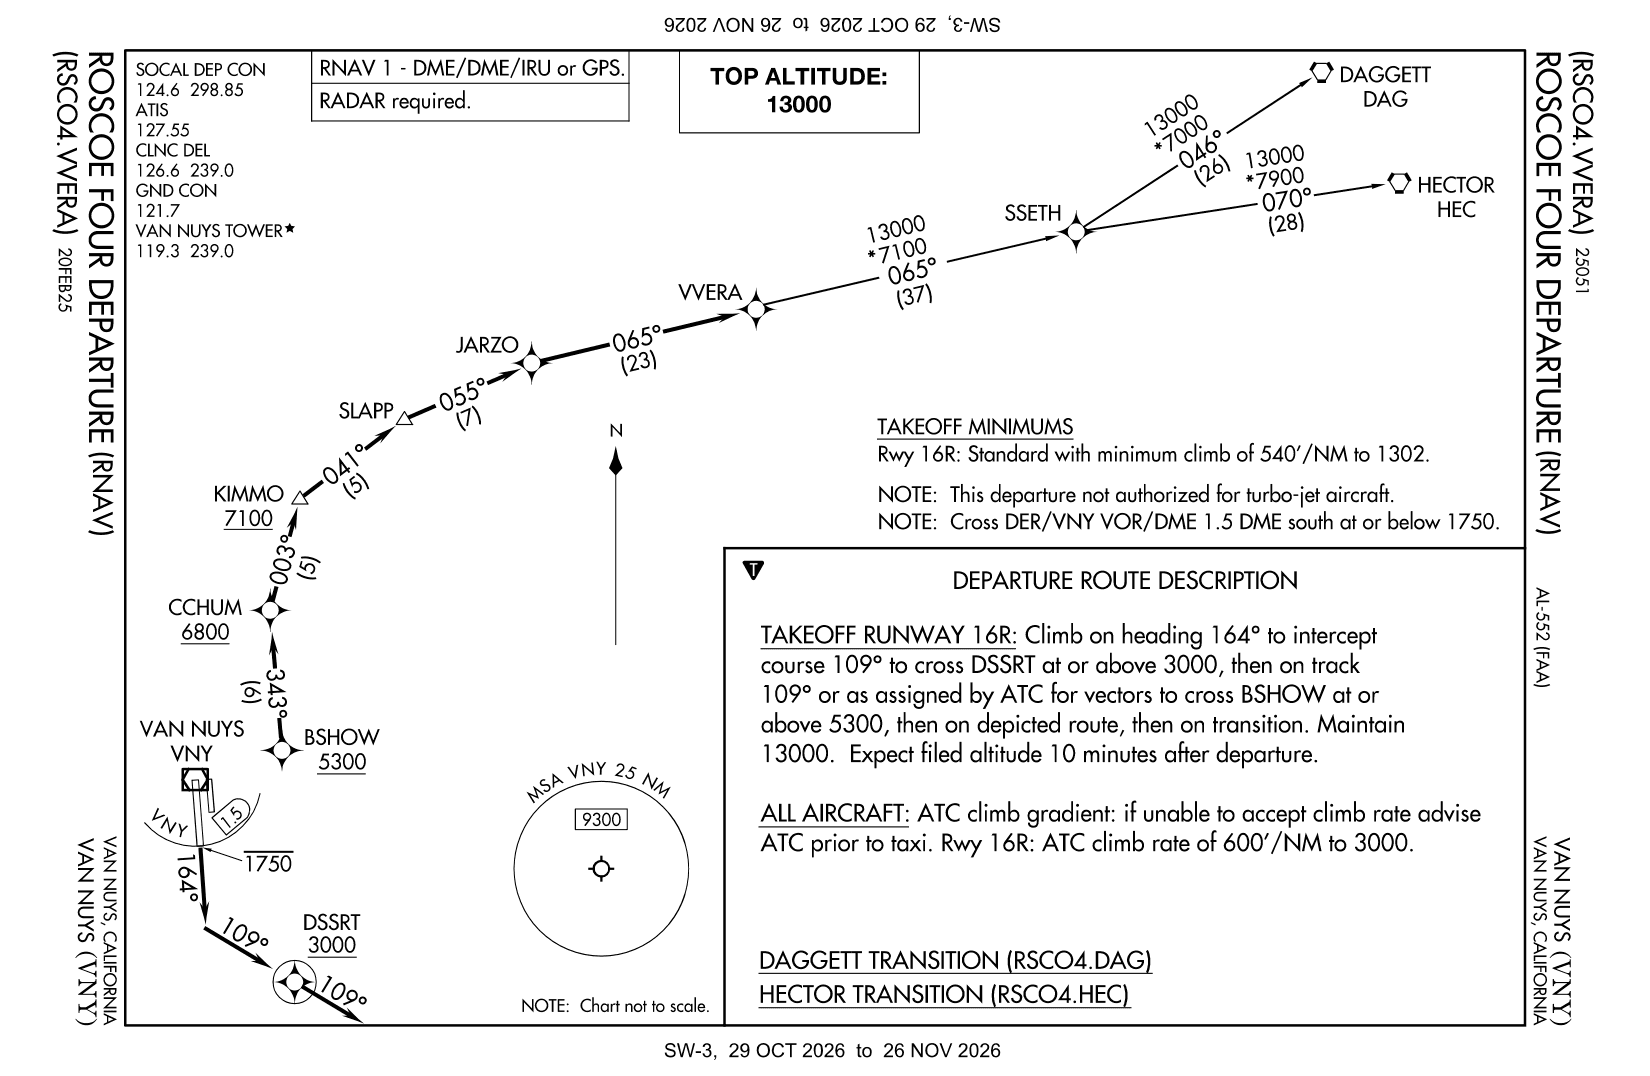 SW-3, 29 OCT 2026 to 26 NOV 2026
ROSCOE FOUR DEPARTURE (RNAV)
(RSCO4.VVERA) 20FEB25
(RSCO4.VVERA) 25051
ROSCOE FOUR DEPARTURE (RNAV)
AL-552 (FAA)
SOCAL DEP CON
124.6 298.85
ATIS
127.55
CLNC DEL
126.6 239.0
GND CON
121.7
VAN NUYS TOWER★
119.3 239.0
RNAV 1 - DME/DME/IRU or GPS.
RADAR required.
TOP ALTITUDE:
13000
DAGGETT
DAG
13000
*7000
046°
(26)
13000
*7900
070°
(28)
HECTOR
HEC
SSETH
13000
*7100
065°
(37)
VVERA
065°
(23)
JARZO
055°
(7)
SLAPP
041°
(5)
KIMMO
7100
003°
(5)
CCHUM
6800
343°
(6)
BSHOW
5300
VAN NUYS
VNY
VNY
1.5
1750
164°
109°
DSSRT
3000
109°
N
MSA VNY 25 NM
9300
NOTE: Chart not to scale.
TAKEOFF MINIMUMS
Rwy 16R: Standard with minimum climb of 540'/NM to 1302.
NOTE: This departure not authorized for turbo-jet aircraft.
NOTE: Cross DER/VNY VOR/DME 1.5 DME south at or below 1750.
T
DEPARTURE ROUTE DESCRIPTION
TAKEOFF RUNWAY 16R: Climb on heading 164° to intercept
course 109° to cross DSSRT at or above 3000, then on track
109° or as assigned by ATC for vectors to cross BSHOW at or
above 5300, then on depicted route, then on transition. Maintain
13000. Expect filed altitude 10 minutes after departure.
ALL AIRCRAFT: ATC climb gradient: if unable to accept climb rate advise
ATC prior to taxi. Rwy 16R: ATC climb rate of 600'/NM to 3000.
DAGGETT TRANSITION (RSCO4.DAG)
HECTOR TRANSITION (RSCO4.HEC)
VAN NUYS, CALIFORNIA
VAN NUYS (VNY)
VAN NUYS (VNY)
VAN NUYS, CALIFORNIA
SW-3, 29 OCT 2026 to 26 NOV 2026